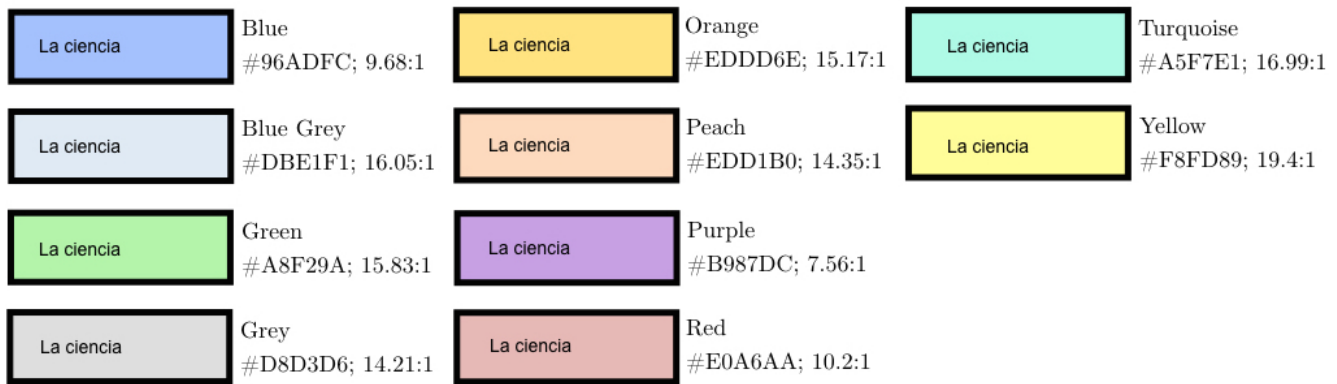 La ciencia
Blue
#96ADFC; 9.68:1
La ciencia
Blue Grey
#DBE1F1; 16.05:1
La ciencia
Green
#A8F29A; 15.83:1
La ciencia
Grey
#D8D3D6; 14.21:1
La ciencia
Orange
#EDDD6E; 15.17:1
La ciencia
Peach
#EDD1B0; 14.35:1
La ciencia
Purple
#B987DC; 7.56:1
La ciencia
Red
#E0A6AA; 10.2:1
La ciencia
Turquoise
#A5F7E1; 16.99:1
La ciencia
Yellow
#F8FD89; 19.4:1